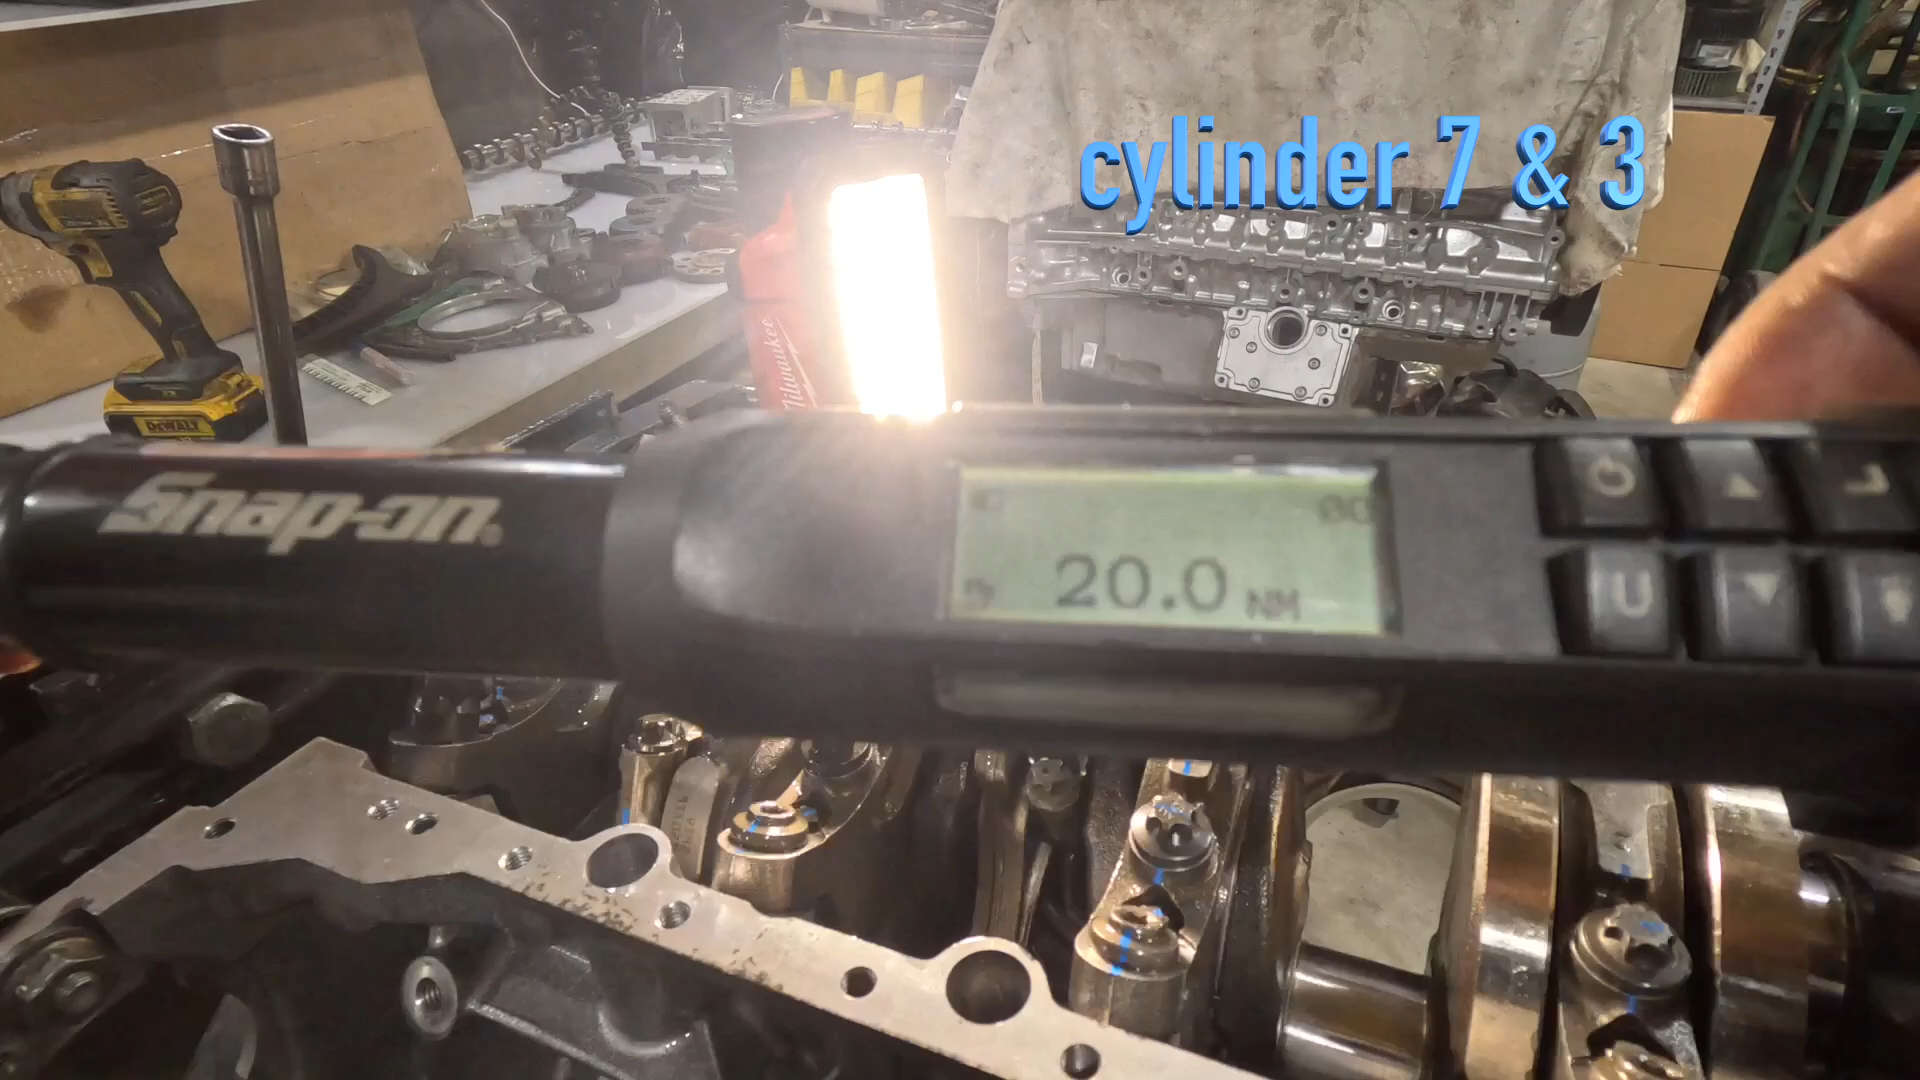 cylinder 7 & 3
Milwaukee
DEWALT
Snap-on
20.0 NM
U